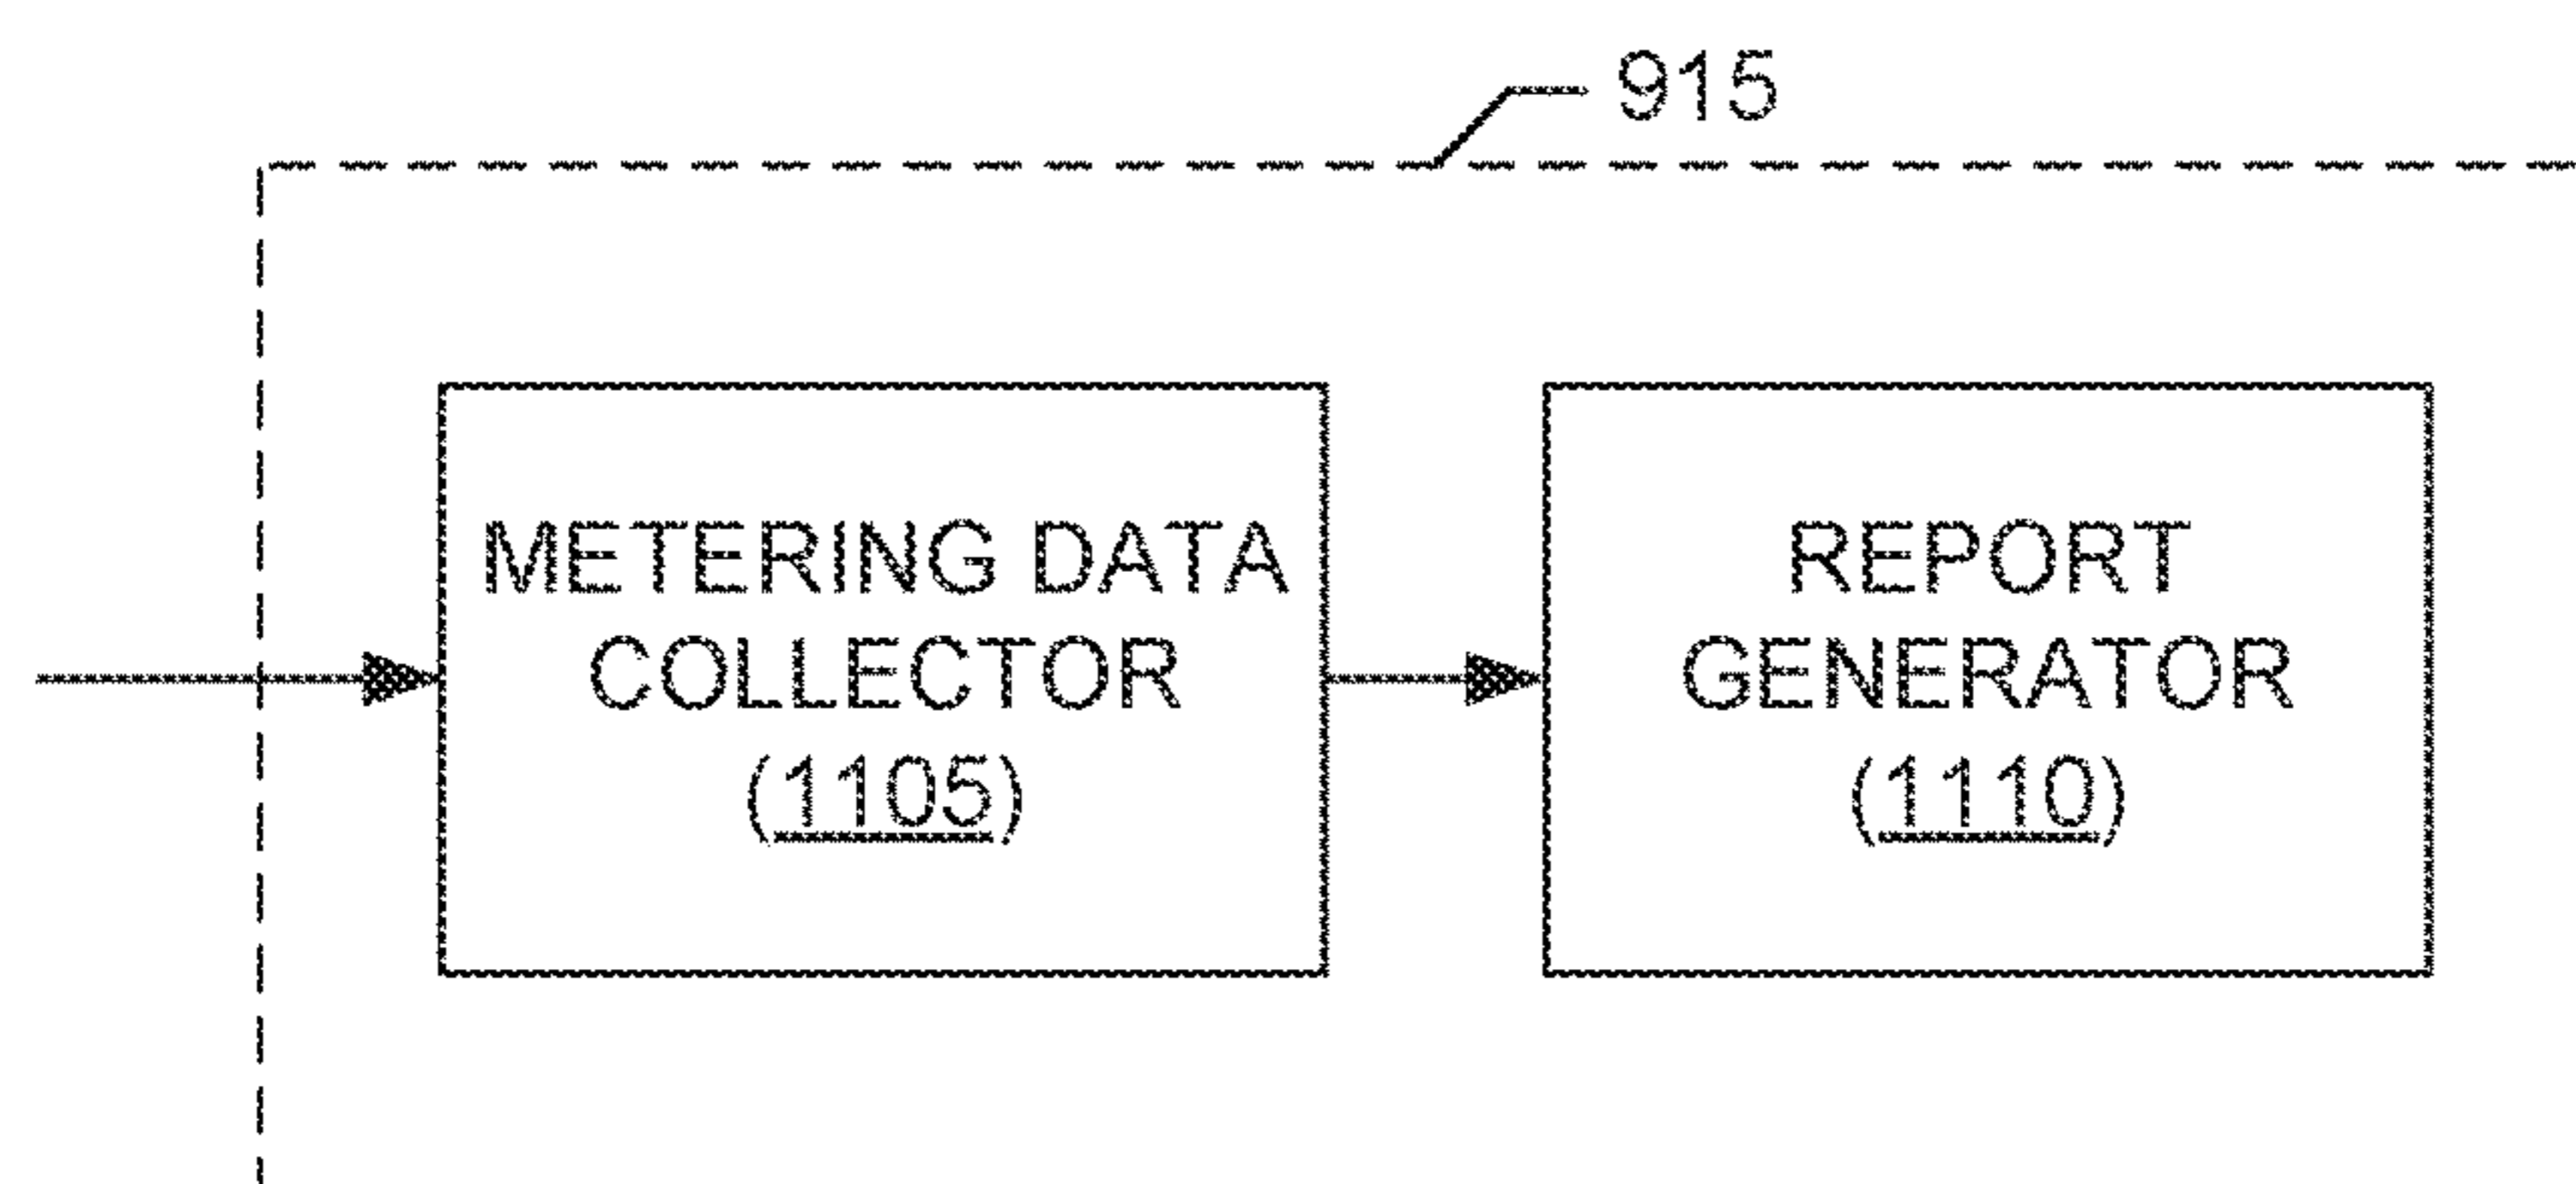 915
METERING DATA
COLLECTOR
(1105)
REPORT
GENERATOR
(1110)